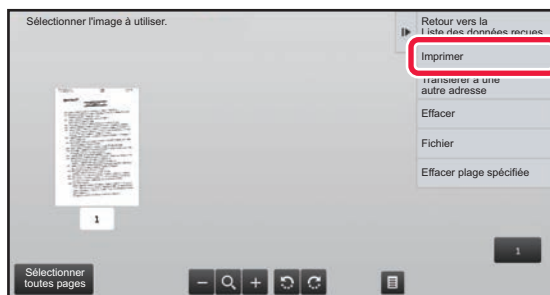 Sélectionner l'image à utiliser.
Retour vers la
Liste des données reçues
Imprimer
Transférer à une
autre adresse
Effacer
Fichier
Effacer plage spécifiée
1
1
Sélectionner
toutes pages